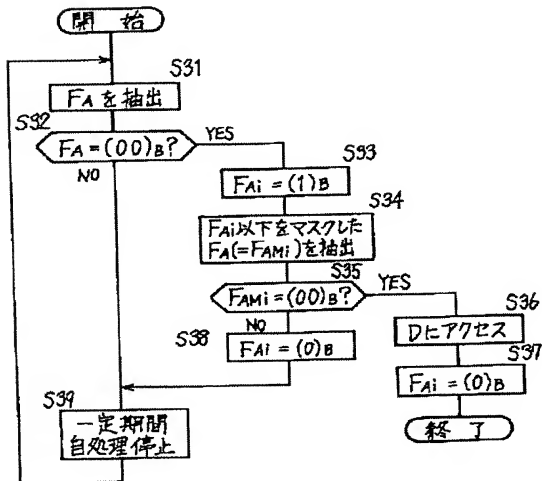 開 始
S31
FAを抽出
S32
FA=(00)B?
YES
NO
S33
FAi=(1)B
S34
FAi以下をマスクした
FA(=FAMi)を抽出
S35
FAMi=(00)B?
YES
NO
S36
Dにアクセス
S38
FAi=(0)B
S37
FAi=(0)B
S39
一定期間
自処理停止
終 了